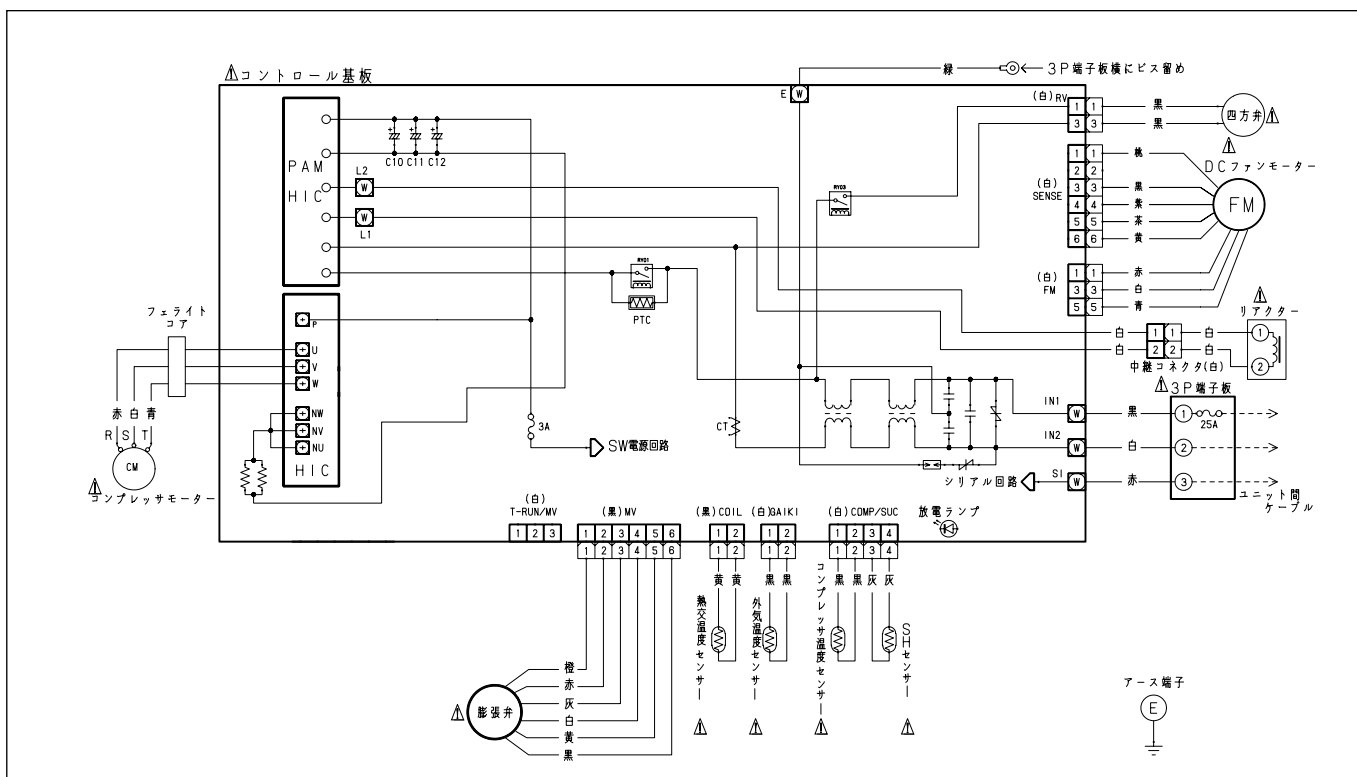 ⚠コントロール基板
緑
3P端子板横にビス留め
E
W
(白)RV
1 1
3 3
黒
黒
四方弁
⚠
PAM
HIC
C10 C11 C12
+ + +
L2
W
W
L1
RY03
(白)
SENSE
1 1
2 2
3 3
4 4
5 5
6 6
桃
黒
紫
茶
黄
⚠
DCファンモーター
FM
(白)
FM
1 1
3 3
5 5
赤
白
青
RY01
PTC
⚠
リアクター
白 1 1 白 1
白 2 2 白 2
中継コネクタ(白)
フェライト
コア
P
U
V
W
NW
NV
NU
HIC
赤 白 青
R S T
CM
⚠
コンプレッサモーター
3A
SW電源回路
CT
⚠3P端子板
IN1 W 黒 1
25A
IN2 W 白 2
SI W 赤 3
シリアル回路
ユニット間
ケーブル
放電ランプ
(白)
T-RUN/MV
1 2 3
(黒)MV
1 2 3 4 5 6
1 2 3 4 5 6
(黒)COIL
1 2
1 2
黄 黄
(白)GAIKI
1 2
1 2
黒 黒
(白)COMP/SUC
1 2 3 4
1 2 3 4
黒 黒 灰 灰
熱交温度センサー
⚠
外気温度センサー
⚠
コンプレッサ温度センサー
⚠
SHセンサー
⚠
橙
赤
灰
白
黄
黒
⚠
膨張弁
アース端子
E